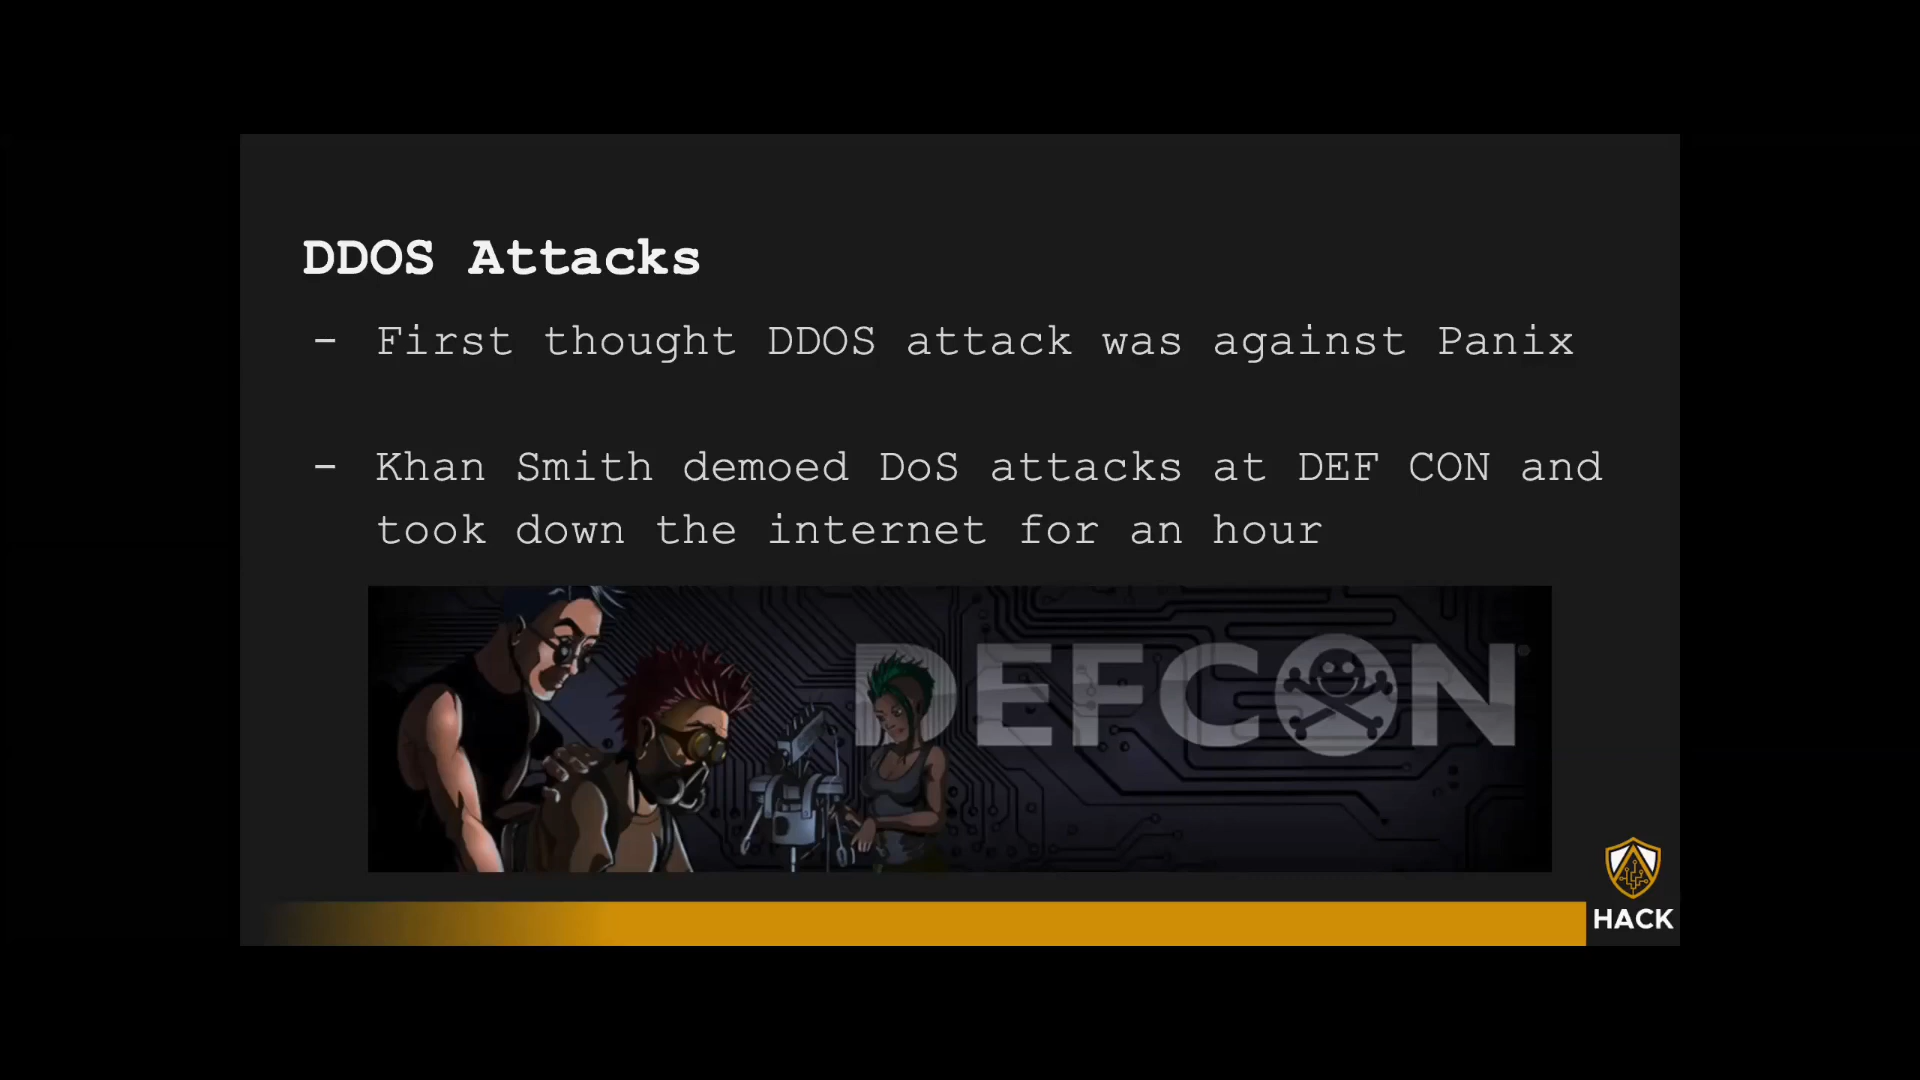 DDOS Attacks
- First thought DDOS attack was against Panix
- Khan Smith demoed DoS attacks at DEF CON and
took down the internet for an hour
DEFCON
HACK